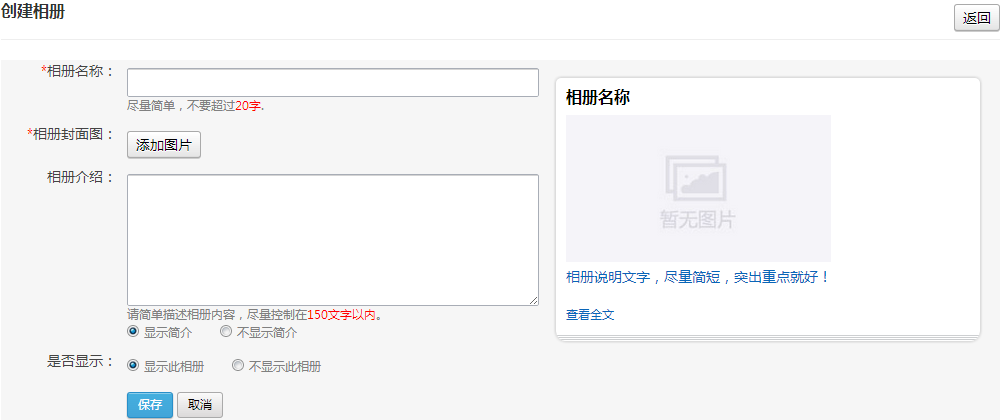 创建相册
返回
*相册名称：
尽量简单，不要超过20字.
*相册封面图：
添加图片
相册介绍：
请简单描述相册内容，尽量控制在150文字以内。
显示简介 不显示简介
是否显示：
显示此相册 不显示此相册
保存 取消
相册名称
暂无图片
相册说明文字，尽量简短，突出重点就好！
查看全文